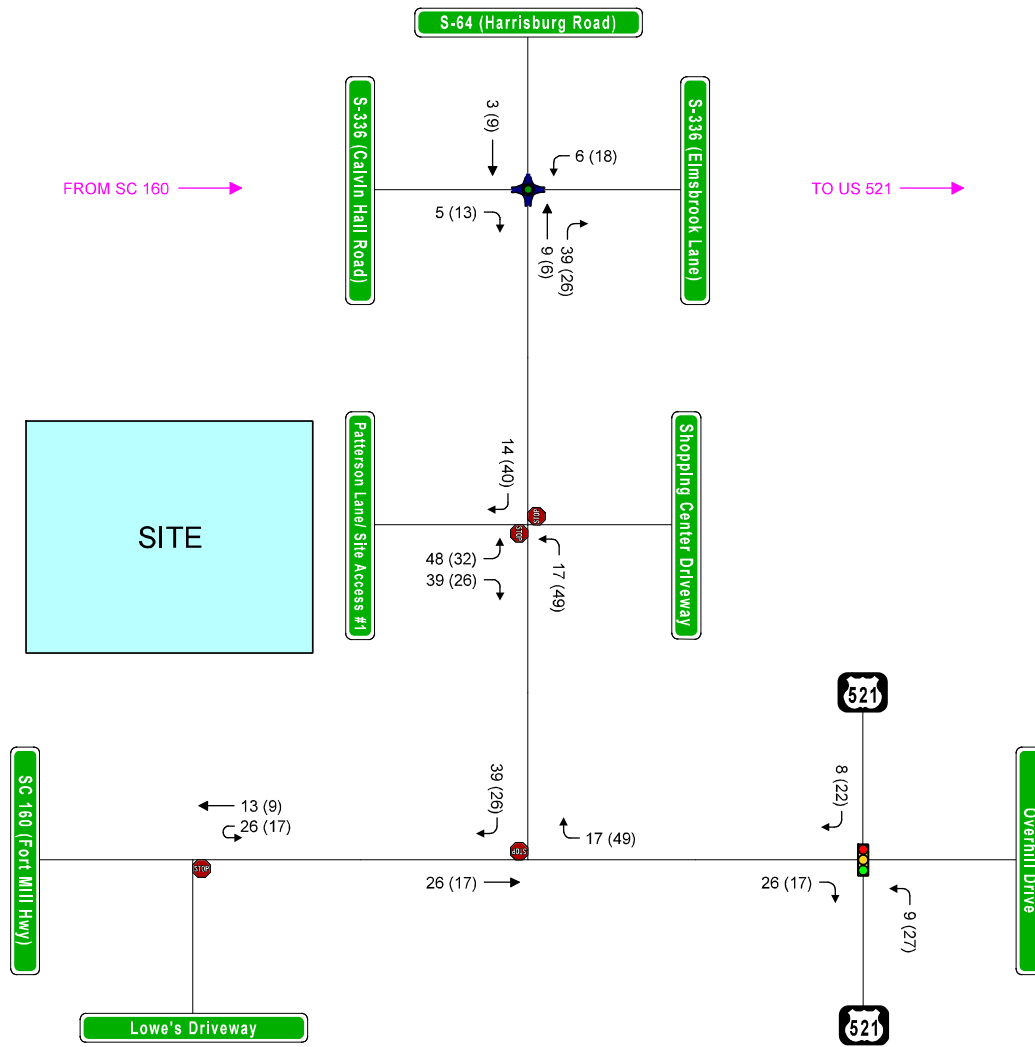 S-64 (Harrisburg Road)
S-336 (Calvin Hall Road)
S-336 (Elmsbrook Lane)
3 (9)
6 (18)
FROM SC 160
TO US 521
5 (13)
9 (6)
39 (26)
Patterson Lane/ Site Access #1
Shopping Center Driveway
14 (40)
SITE
STOP
STOP
48 (32)
39 (26)
17 (49)
521
SC 160 (Fort Mill Hwy)
Overhill Drive
39 (26)
8 (22)
13 (9)
26 (17)
17 (49)
STOP
STOP
26 (17)
26 (17)
9 (27)
Lowe's Driveway
521